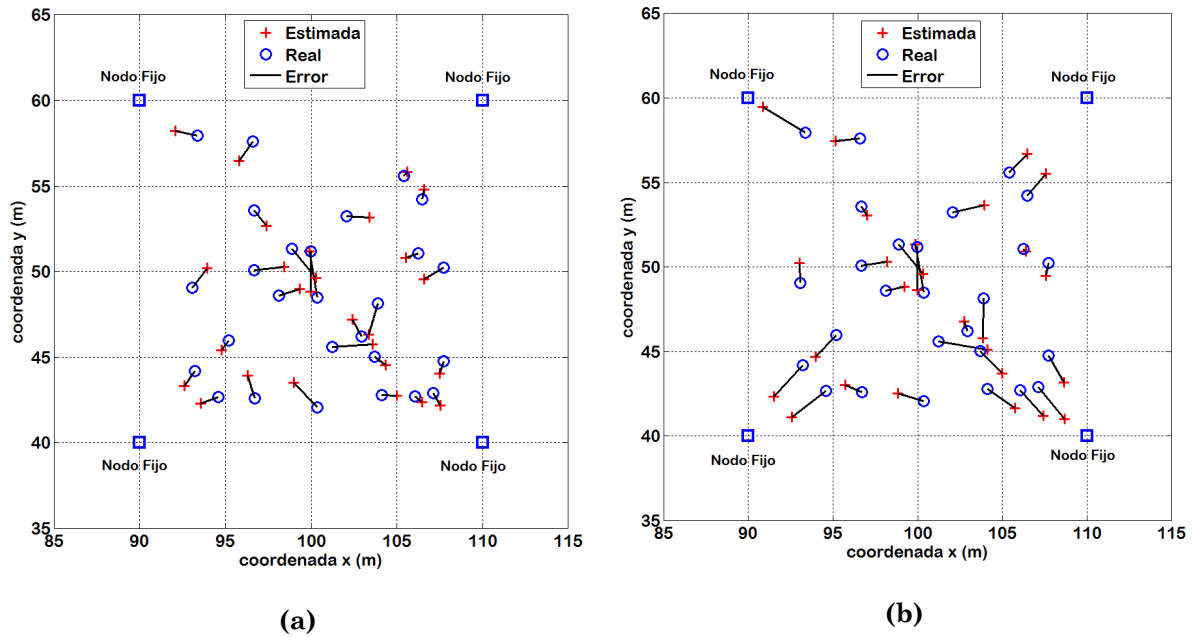 65
60
55
50
45
40
35
85
90
95
100
105
110
115
coordenada y (m)
coordenada x (m)
Estimada
Real
Error
Nodo Fijo
Nodo Fijo
Nodo Fijo
Nodo Fijo
(a)
65
60
55
50
45
40
35
85
90
95
100
105
110
115
coordenada y (m)
coordenada x (m)
Estimada
Real
Error
Nodo Fijo
Nodo Fijo
Nodo Fijo
Nodo Fijo
(b)